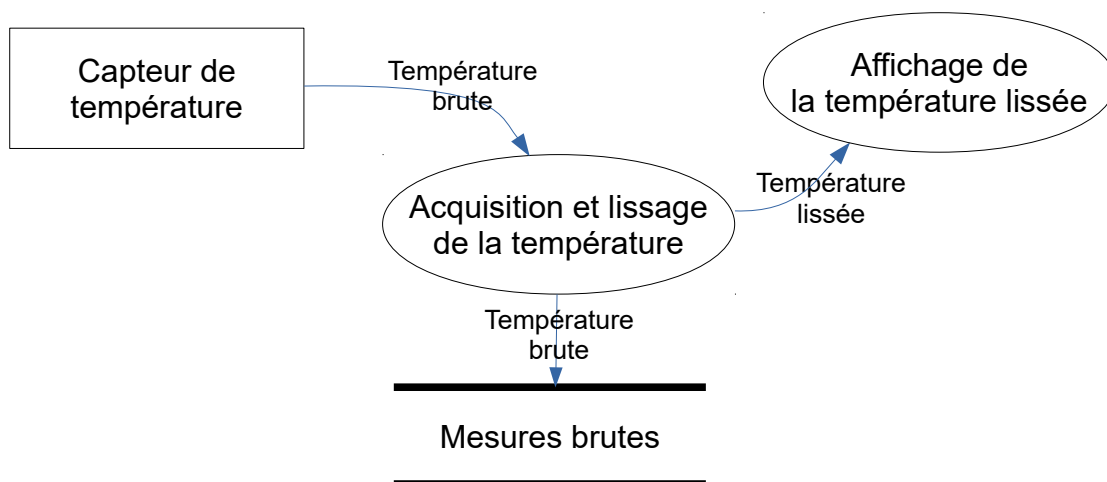 Capteur de
température
Température
brute
Affichage de
la température lissée
Acquisition et lissage
de la température
Température
lissée
Température
brute
Mesures brutes